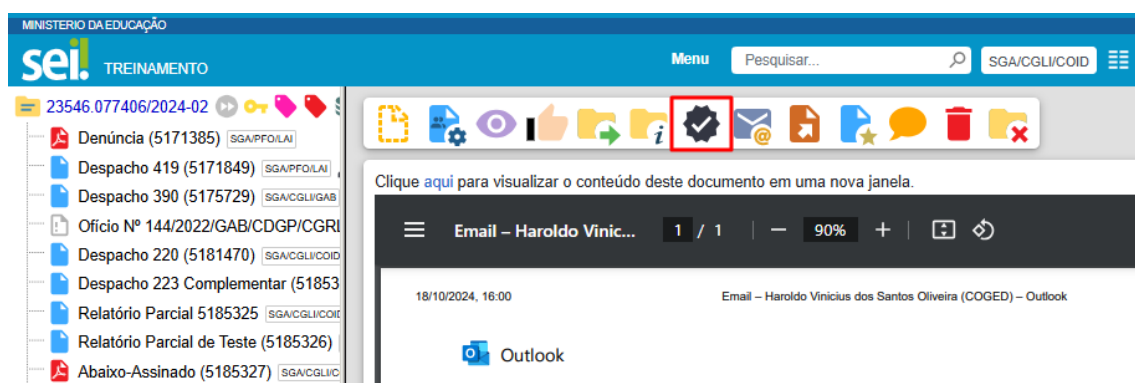 MINISTERIO DA EDUCAÇÃO
sei! TREINAMENTO
Menu Pesquisar... SGA/CGLI/COID
23546.077406/2024-02
Denúncia (5171385) SGA/PFO/LAI
Despacho 419 (5171849) SGA/PFO/LAI
Despacho 390 (5175729) SGA/CGLI/GAB
Ofício Nº 144/2022/GAB/CDGP/CGRL
Despacho 220 (5181470) SGA/CGLI/COID
Despacho 223 Complementar (51853
Relatório Parcial 5185325 SGA/CGLI/COID
Relatório Parcial de Teste (5185326)
Abaixo-Assinado (5185327) SGA/CGLI/C
Clique aqui para visualizar o conteúdo deste documento em uma nova janela.
Email – Haroldo Vinic... 1 / 1 90%
18/10/2024, 16:00 Email – Haroldo Vinicius dos Santos Oliveira (COGED) – Outlook
Outlook